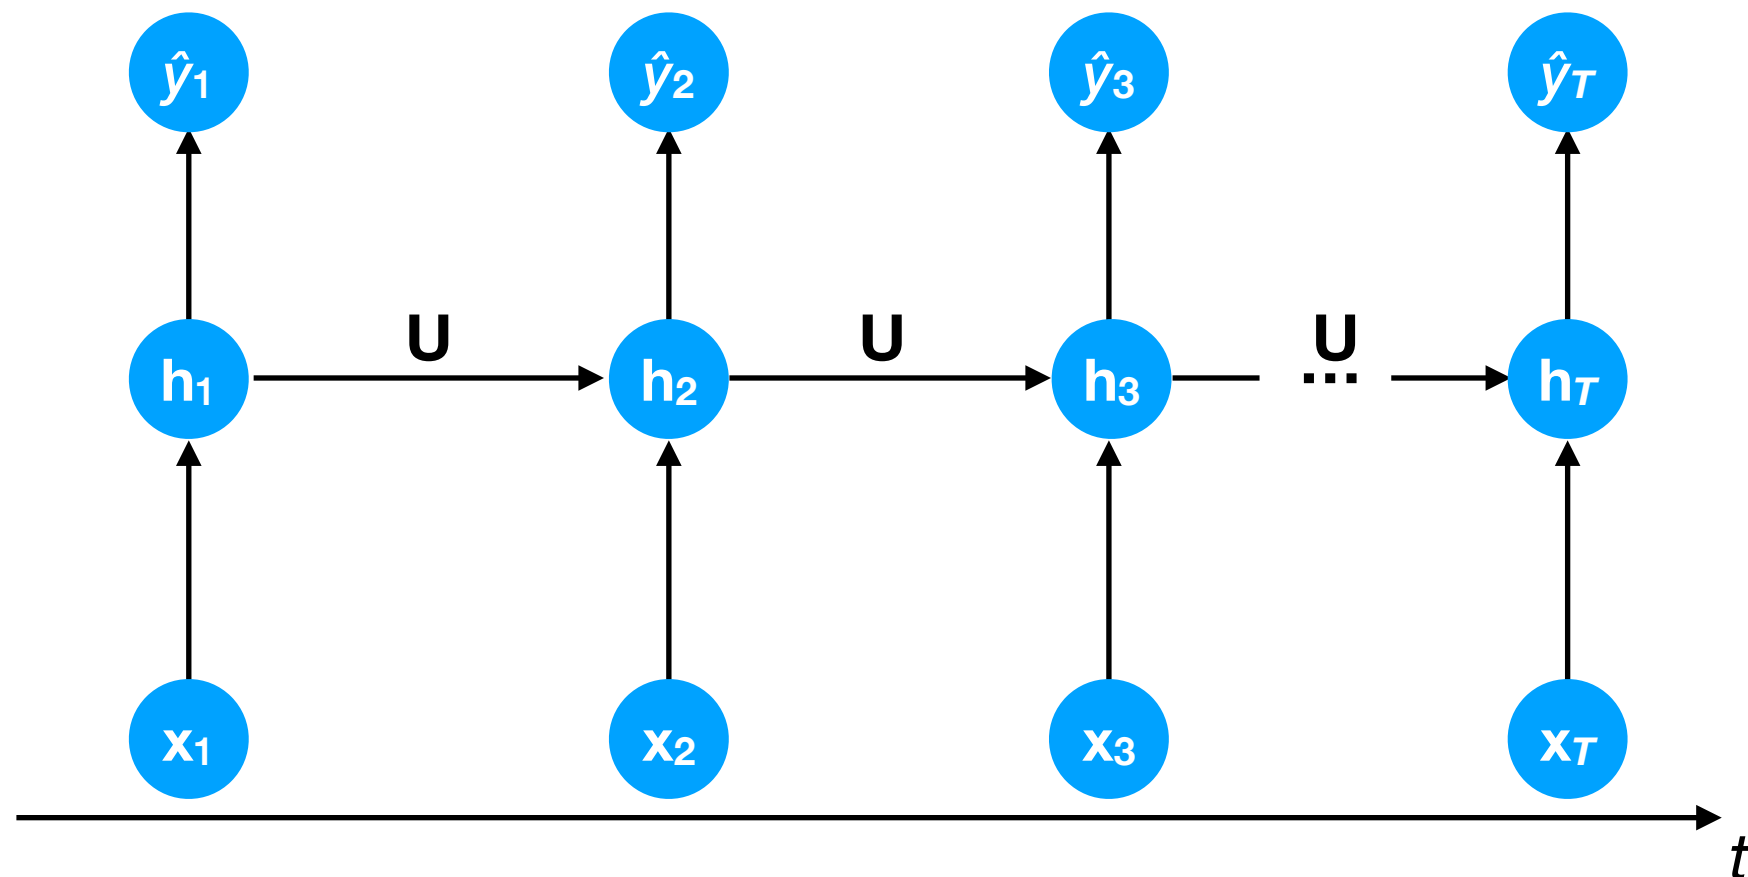 ŷ1 ŷ2 ŷ3 ŷT
U U U
h1 h2 h3 ... hT
x1 x2 x3 xT
t